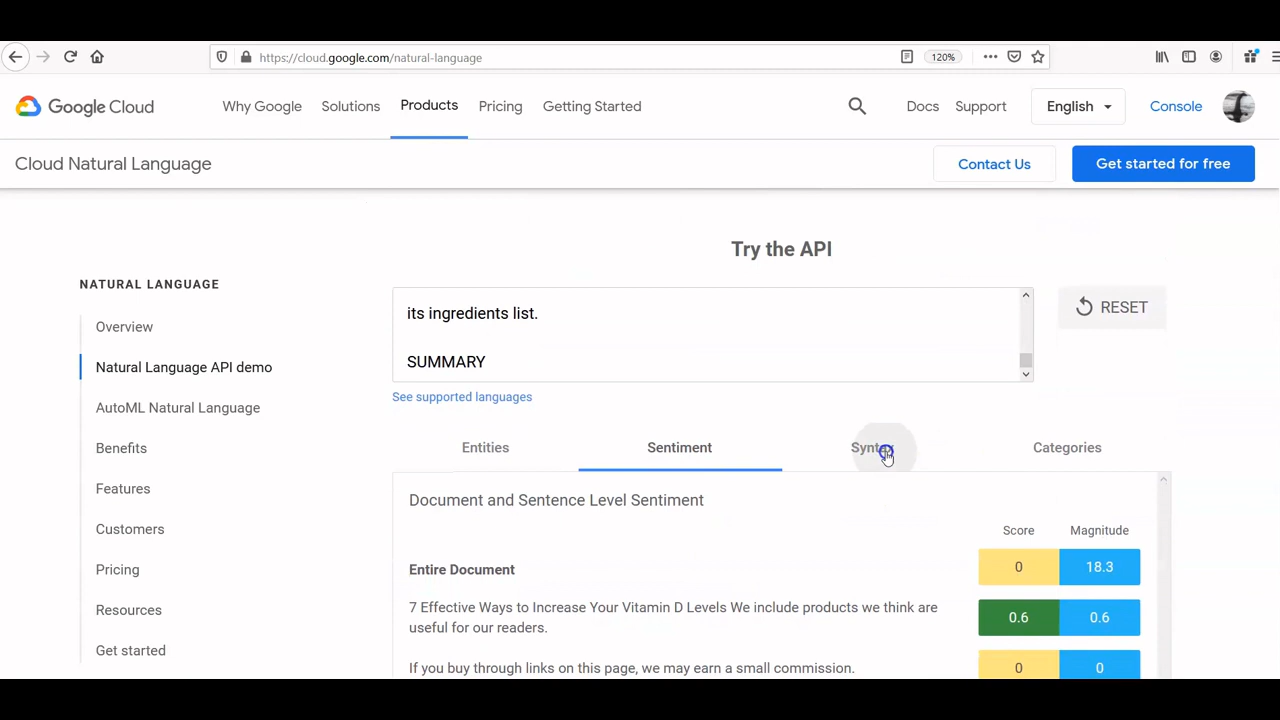 https://cloud.google.com/natural-language
120%
Google Cloud
Why Google
Solutions
Products
Pricing
Getting Started
Docs
Support
English
Console
Cloud Natural Language
Contact Us
Get started for free
Try the API
NATURAL LANGUAGE
Overview
Natural Language API demo
AutoML Natural Language
Benefits
Features
Customers
Pricing
Resources
Get started
its ingredients list.
SUMMARY
RESET
See supported languages
Entities
Sentiment
Syntax
Categories
Document and Sentence Level Sentiment
Score
Magnitude
Entire Document
0
18.3
7 Effective Ways to Increase Your Vitamin D Levels We include products we think are
useful for our readers.
0.6
0.6
If you buy through links on this page, we may earn a small commission.
0
0